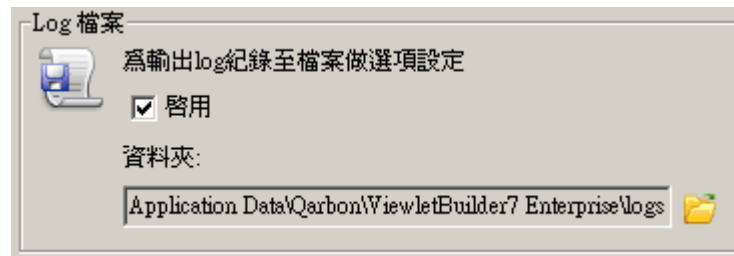 Log 檔案
爲輸出log紀錄至檔案做選項設定
啓用
資料夾:
Application Data\Qarbon\ViewletBuilder7 Enterprise\logs